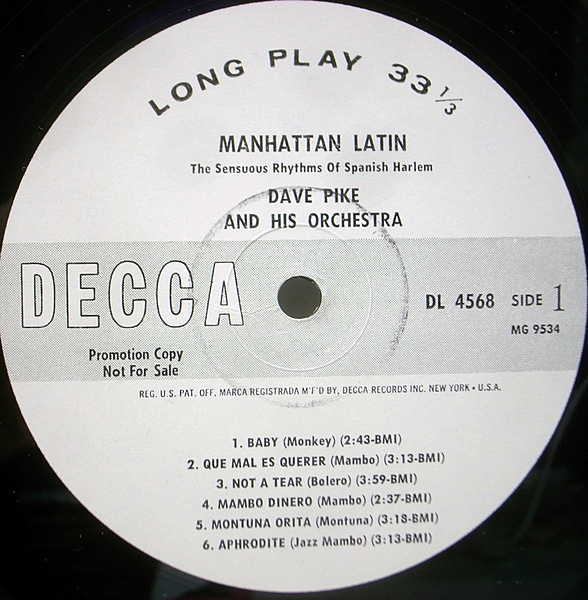 LONG PLAY 33 1/3
MANHATTAN LATIN
The Sensuous Rhythms Of Spanish Harlem
DAVE PIKE
AND HIS ORCHESTRA
DECCA
DL 4568 SIDE 1
MG 9534
Promotion Copy
Not For Sale
REG. U.S. PAT. OFF. MARCA REGISTRADA M'F'D BY, DECCA RECORDS INC. NEW YORK • U.S.A.
1. BABY (Monkey) (2:43-BMI)
2. QUE MAL ES QUERER (Mambo) (3:13-BMI)
3. NOT A TEAR (Bolero) (3:59-BMI)
4. MAMBO DINERO (Mambo) (2:37-BMI)
5. MONTUNA ORITA (Montuna) (3:18-BMI)
6. APHRODITE (Jazz Mambo) (3:13-BMI)